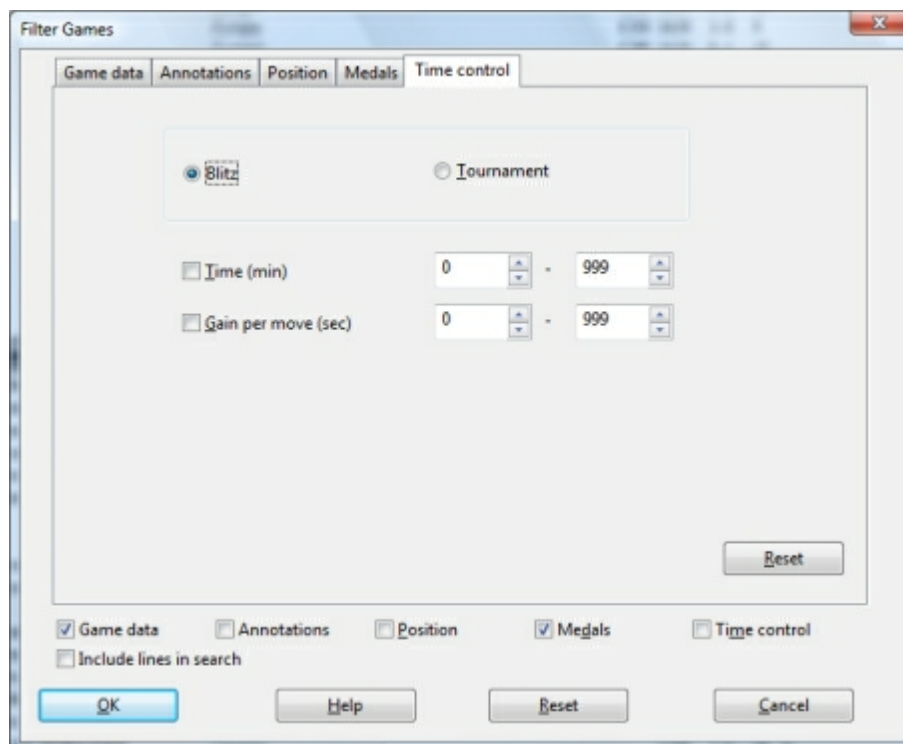 Filter Games
Game data Annotations Position Medals Time control
Blitz Tournament
Time (min) 0 - 999
Gain per move (sec) 0 - 999
Reset
Game data Annotations Position Medals Time control
Include lines in search
OK Help Reset Cancel